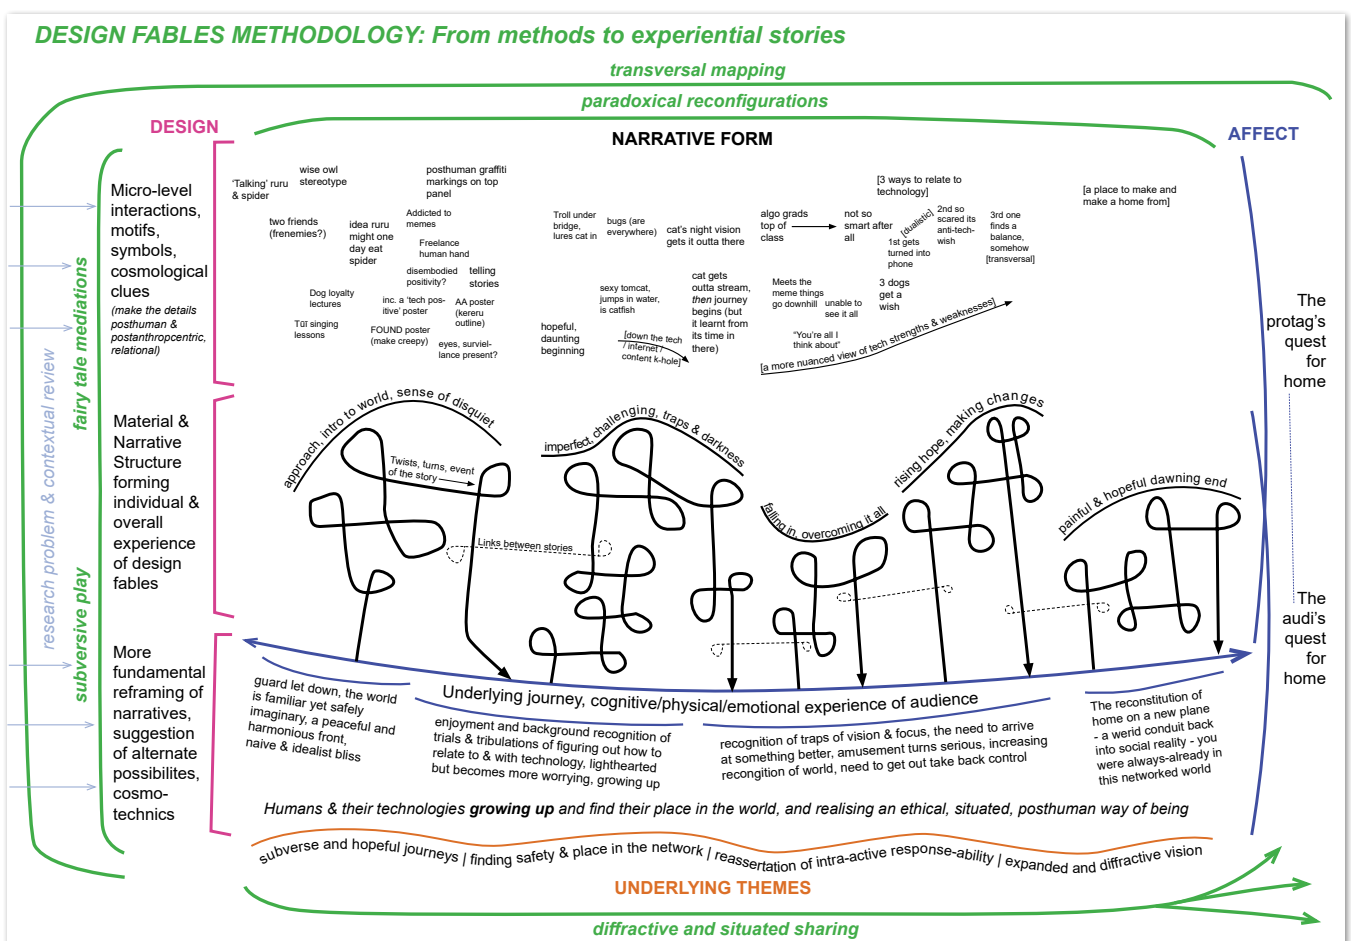 DESIGN FABLES METHODOLOGY: From methods to experiential stories
transversal mapping
paradoxical reconfigurations
DESIGN
NARRATIVE FORM
AFFECT
research problem & contextual review
fairy tale mediations
subversive play
Micro-level
interactions,
motifs,
symbols,
cosmological
clues
(make the details
posthuman &
postanthropcentric,
relational)
Material &
Narrative
Structure
forming
individual &
overall
experience
of design
fables
More
fundamental
reframing of
narratives,
suggestion
of alternate
possibilites,
cosmo-
technics
'Talking' ruru
& spider
wise owl
stereotype
posthuman graffiti
markings on top
panel
two friends
(frenemies?)
idea ruru
might one
day eat
spider
Addicted to
memes
Freelance
human hand
disembodied
positivity?
telling
stories
Dog loyalty
lectures
inc. a 'tech pos-
itive' poster
AA poster
(kereru
outline)
Tūī singing
lessons
FOUND poster
(make creepy)
eyes, surviel-
lance present?
Troll under
bridge,
lures cat in
bugs (are
everywhere)
cat's night vision
gets it outta there
sexy tomcat,
jumps in water,
is catfish
cat gets
outta stream,
then journey
begins (but
it learnt from
its time in
there)
hopeful,
daunting
beginning
[down the tech
/ internet /
content k-hole]
algo grads
top of
class
not so
smart after
all
[3 ways to relate to
technology]
[dualistic]
1st gets
turned into
phone
2nd so
scared its
anti-tech-
wish
3rd one
finds a
balance,
somehow
[transversal]
Meets the
meme things
go downhill
unable to
see it all
3 dogs
get a
wish
"You're all I
think about"
[a more nuanced view of tech strengths & weaknesses]
[a place to make and
make a home from]
approach, intro to world, sense of disquiet
Twists, turns, event
of the story
Links between stories
imperfect, challenging, traps & darkness
falling in, overcoming it all
rising hope, making changes
painful & hopeful dawning end
The
protag's
quest
for
home
The
audi's
quest
for
home
Underlying journey, cognitive/physical/emotional experience of audience
guard let down, the world
is familiar yet safely
imaginary, a peaceful and
harmonious front,
naive & idealist bliss
enjoyment and background recognition of
trials & tribulations of figuring out how to
relate to & with technology, lighthearted
but becomes more worrying, growing up
recognition of traps of vision & focus, the need to arrive
at something better, amusement turns serious, increasing
recongition of world, need to get out take back control
The reconstitution of
home on a new plane
- a werid conduit back
into social reality - you
were always-already in
this networked world
Humans & their technologies growing up and find their place in the world, and realising an ethical, situated, posthuman way of being
subverse and hopeful journeys | finding safety & place in the network | reassertation of intra-active response-ability | expanded and diffractive vision
UNDERLYING THEMES
diffractive and situated sharing